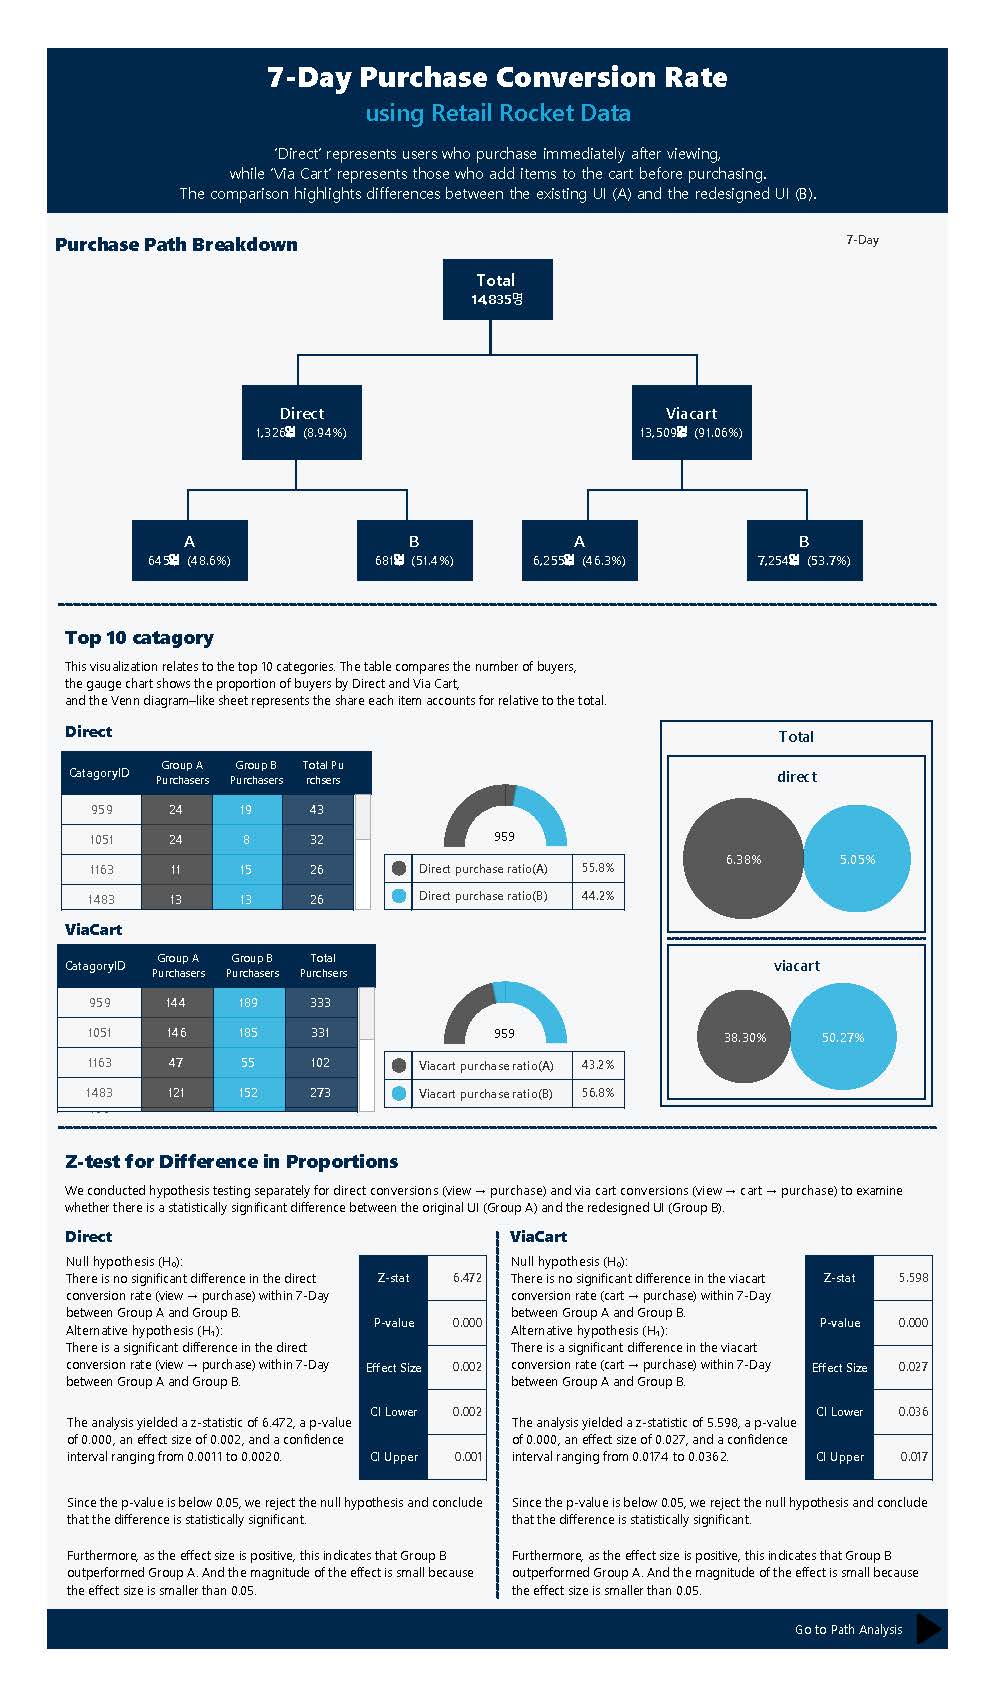 7-Day Purchase Conversion Rate
using Retail Rocket Data
‘Direct’ represents users who purchase immediately after viewing,
while ‘Via Cart’ represents those who add items to the cart before purchasing.
The comparison highlights differences between the existing UI (A) and the redesigned UI (B).
Purchase Path Breakdown
7-Day
Total
14,835명
Direct
1,326명 (8.94%)
Viacart
13,509명 (91.06%)
A
645명 (48.6%)
B
681명 (51.4%)
A
6,255명 (46.3%)
B
7,254명 (53.7%)
Top 10 catagory
This visualization relates to the top 10 categories. The table compares the number of buyers,
the gauge chart shows the proportion of buyers by Direct and Via Cart,
and the Venn diagram–like sheet represents the share each item accounts for relative to the total.
Direct
CatagoryID Group A Purchasers Group B Purchasers Total Pu rchsers
959 24 19 43
1051 24 8 32
1163 11 15 26
1483 13 13 26
959
Direct purchase ratio(A) 55.8%
Direct purchase ratio(B) 44.2%
ViaCart
CatagoryID Group A Purchasers Group B Purchasers Total Purchsers
959 144 189 333
1051 146 185 331
1163 47 55 102
1483 121 152 273
959
Viacart purchase ratio(A) 43.2%
Viacart purchase ratio(B) 56.8%
Total
direct
6.38% 5.05%
viacart
38.30% 50.27%
Z-test for Difference in Proportions
We conducted hypothesis testing separately for direct conversions (view → purchase) and via cart conversions (view → cart → purchase) to examine
whether there is a statistically significant difference between the original UI (Group A) and the redesigned UI (Group B).
Direct
Null hypothesis (H₀):
There is no significant difference in the direct
conversion rate (view → purchase) within 7-Day
between Group A and Group B.
Alternative hypothesis (H₁):
There is a significant difference in the direct
conversion rate (view → purchase) within 7-Day
between Group A and Group B.
The analysis yielded a z-statistic of 6.472, a p-value
of 0.000, an effect size of 0.002, and a confidence
interval ranging from 0.0011 to 0.0020.
Z-stat 6.472
P-value 0.000
Effect Size 0.002
CI Lower 0.002
CI Upper 0.001
Since the p-value is below 0.05, we reject the null hypothesis and conclude
that the difference is statistically significant.
Furthermore, as the effect size is positive, this indicates that Group B
outperformed Group A. And the magnitude of the effect is small because
the effect size is smaller than 0.05.
ViaCart
Null hypothesis (H₀):
There is no significant difference in the viacart
conversion rate (cart → purchase) within 7-Day
between Group A and Group B.
Alternative hypothesis (H₁):
There is a significant difference in the viacart
conversion rate (cart → purchase) within 7-Day
between Group A and Group B.
The analysis yielded a z-statistic of 5.598, a p-value
of 0.000, an effect size of 0.027, and a confidence
interval ranging from 0.0174 to 0.0362.
Z-stat 5.598
P-value 0.000
Effect Size 0.027
CI Lower 0.036
CI Upper 0.017
Since the p-value is below 0.05, we reject the null hypothesis and conclude
that the difference is statistically significant.
Furthermore, as the effect size is positive, this indicates that Group B
outperformed Group A. And the magnitude of the effect is small because
the effect size is smaller than 0.05.
Go to Path Analysis